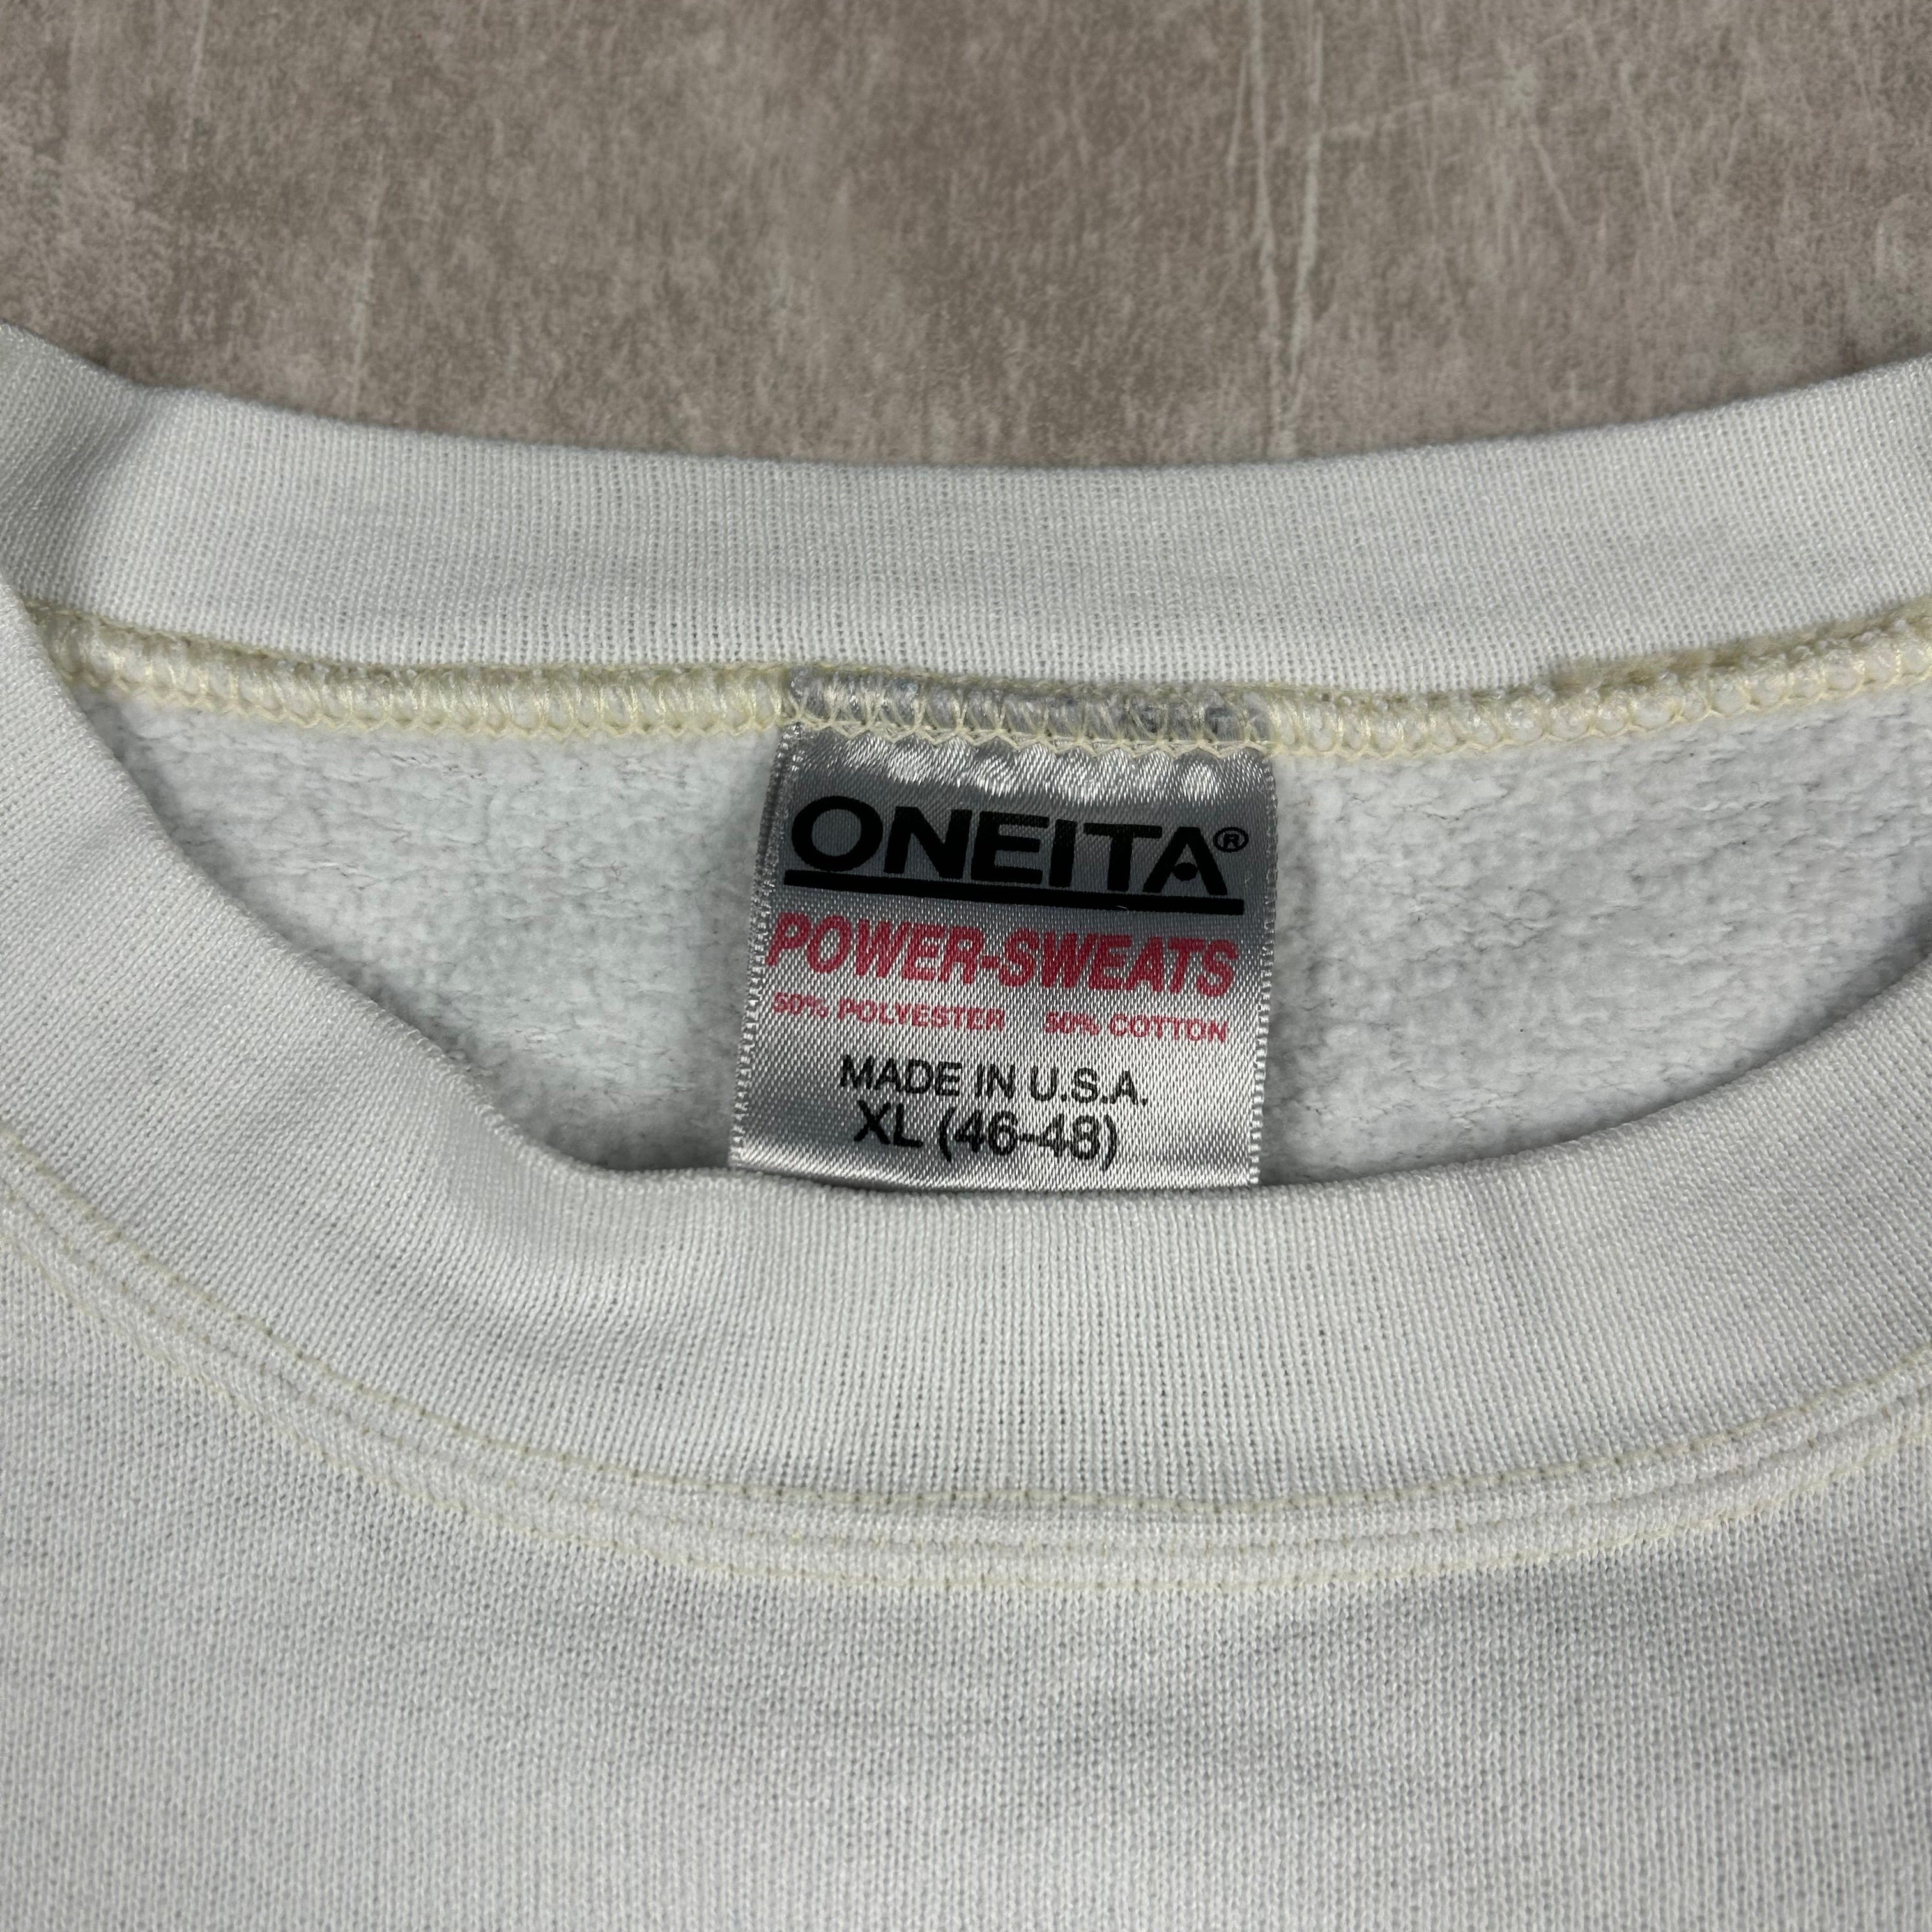 ONEITA®
POWER-SWEATS
50% POLYESTER 50% COTTON
MADE IN U.S.A.
XL (46-48)